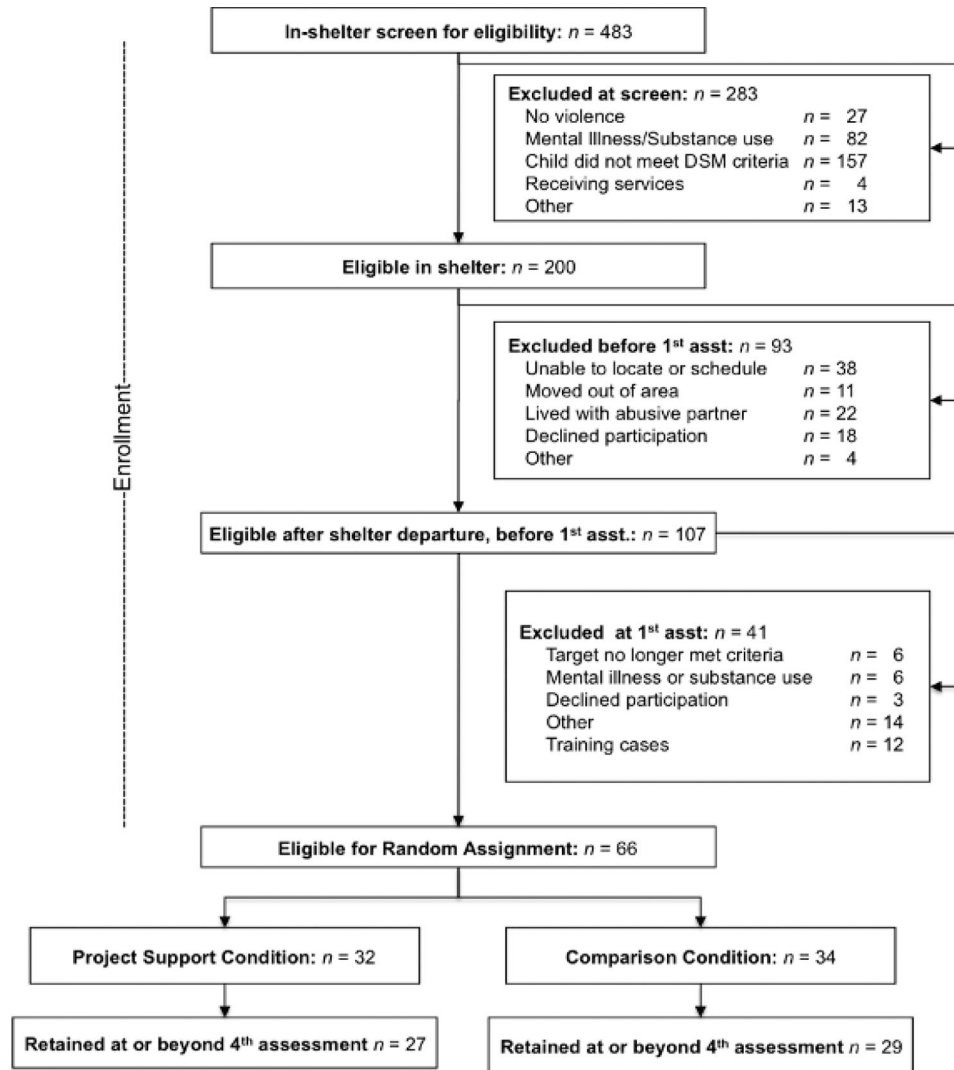 In-shelter screen for eligibility: n = 483
Excluded at screen: n = 283
No violence n = 27
Mental Illness/Substance use n = 82
Child did not meet DSM criteria n = 157
Receiving services n = 4
Other n = 13
Eligible in shelter: n = 200
Excluded before 1st asst: n = 93
Unable to locate or schedule n = 38
Moved out of area n = 11
Lived with abusive partner n = 22
Declined participation n = 18
Other n = 4
Enrollment
Eligible after shelter departure, before 1st asst.: n = 107
Excluded at 1st asst: n = 41
Target no longer met criteria n = 6
Mental illness or substance use n = 6
Declined participation n = 3
Other n = 14
Training cases n = 12
Eligible for Random Assignment: n = 66
Project Support Condition: n = 32
Comparison Condition: n = 34
Retained at or beyond 4th assessment n = 27
Retained at or beyond 4th assessment n = 29